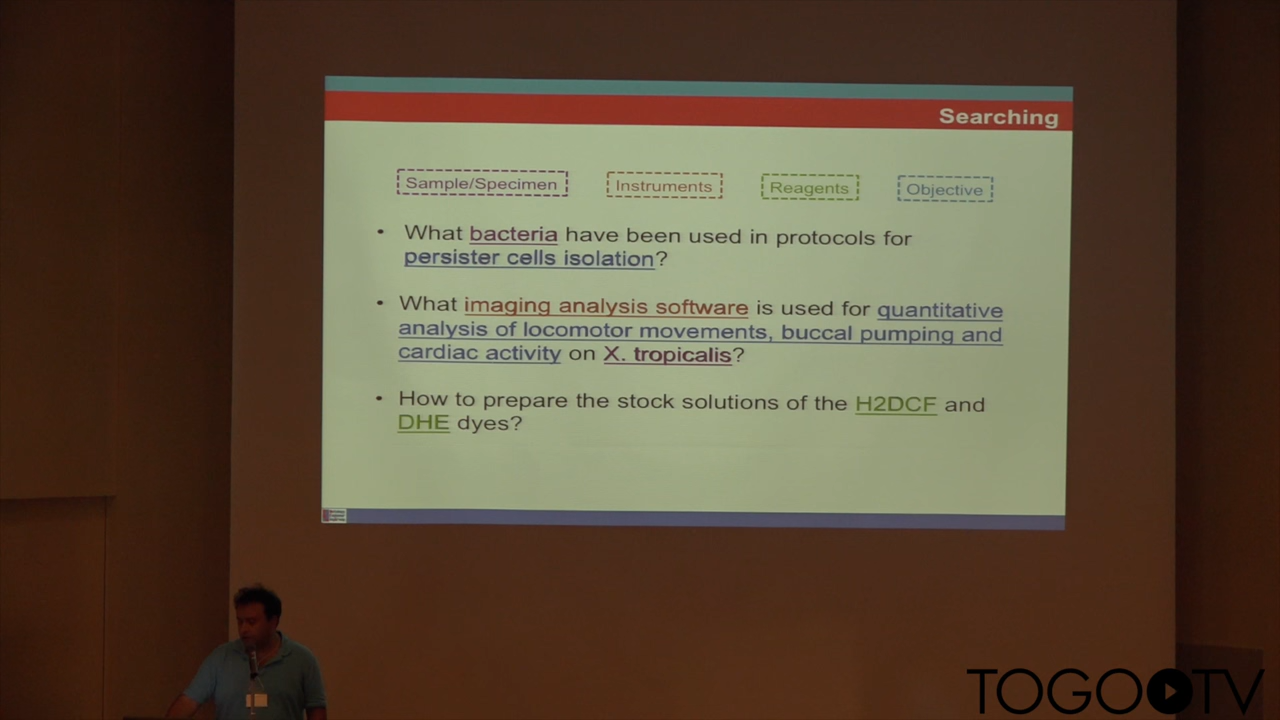 Searching
Sample/Specimen Instruments Reagents Objective
• What bacteria have been used in protocols for
persister cells isolation?
• What imaging analysis software is used for quantitative
analysis of locomotor movements, buccal pumping and
cardiac activity on X. tropicalis?
• How to prepare the stock solutions of the H2DCF and
DHE dyes?
TOGO TV